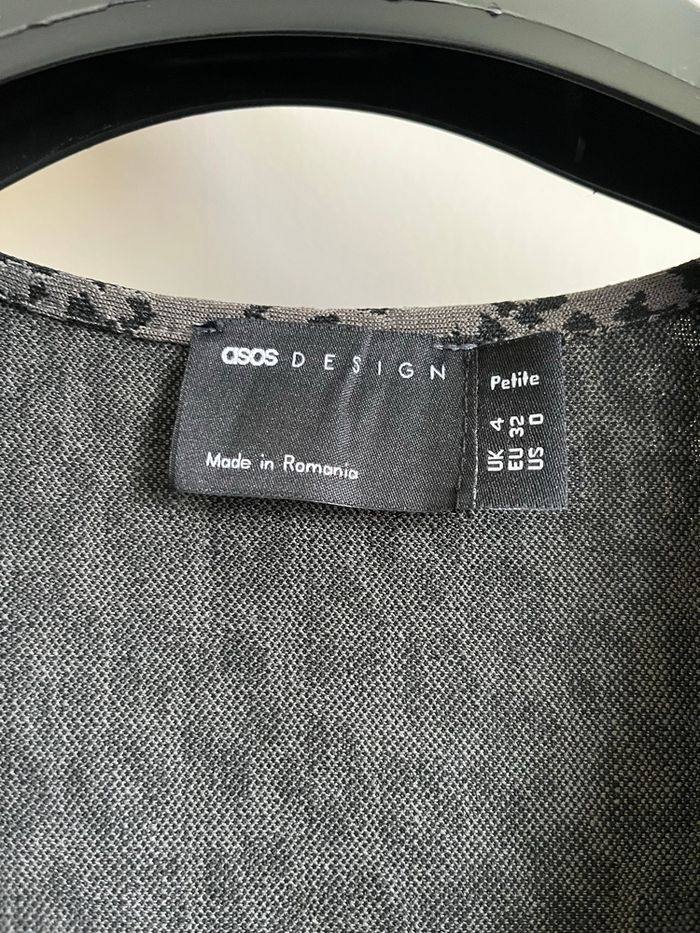 asos DESIGN
Made in Romania
Petite
UK 4
EU 32
US 0